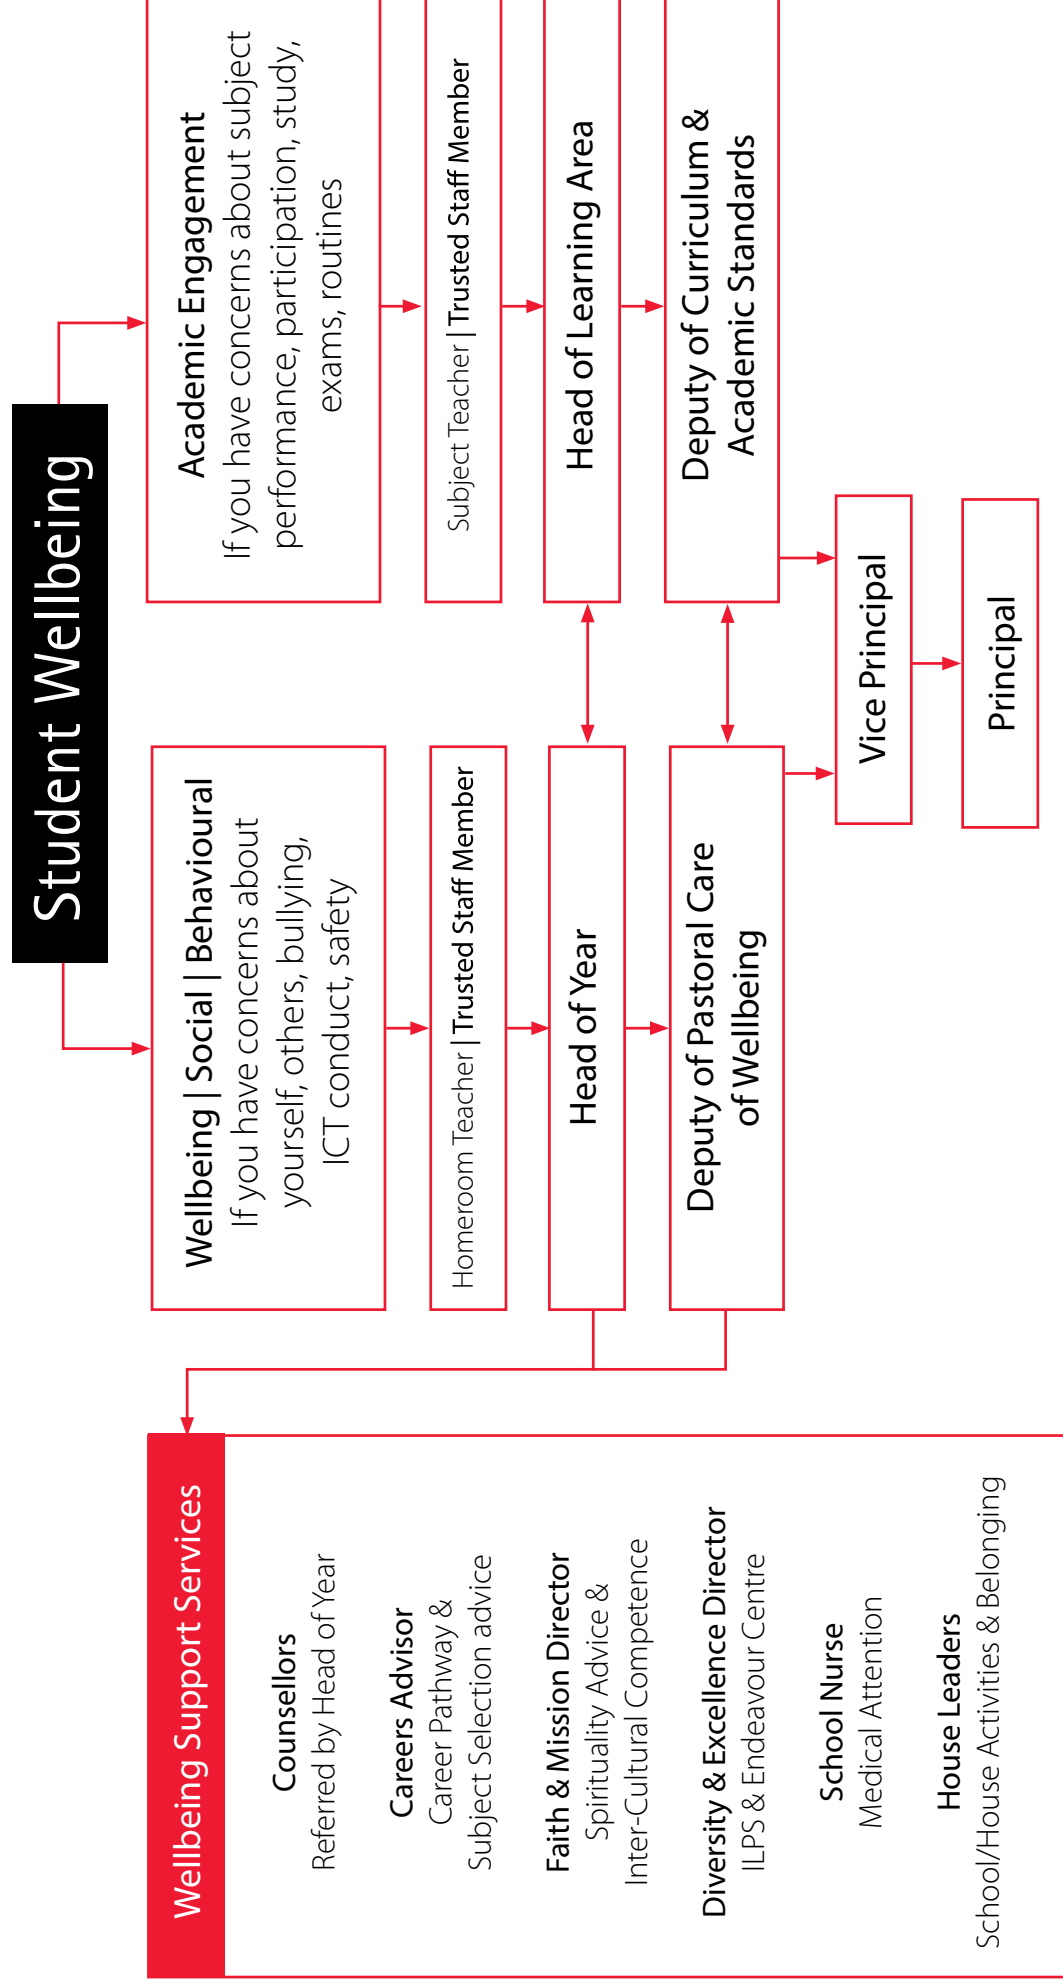 Student Wellbeing
Wellbeing Support Services
Counsellors
Referred by Head of Year
Careers Advisor
Career Pathway &
Subject Selection advice
Faith & Mission Director
Spirituality Advice &
Inter-Cultural Competence
Diversity & Excellence Director
ILPS & Endeavour Centre
School Nurse
Medical Attention
House Leaders
School/House Activities & Belonging
Wellbeing | Social | Behavioural
If you have concerns about
yourself, others, bullying,
ICT conduct, safety
Homeroom Teacher | Trusted Staff Member
Head of Year
Deputy of Pastoral Care
of Wellbeing
Academic Engagement
If you have concerns about subject
performance, participation, study,
exams, routines
Subject Teacher | Trusted Staff Member
Head of Learning Area
Deputy of Curriculum &
Academic Standards
Vice Principal
Principal